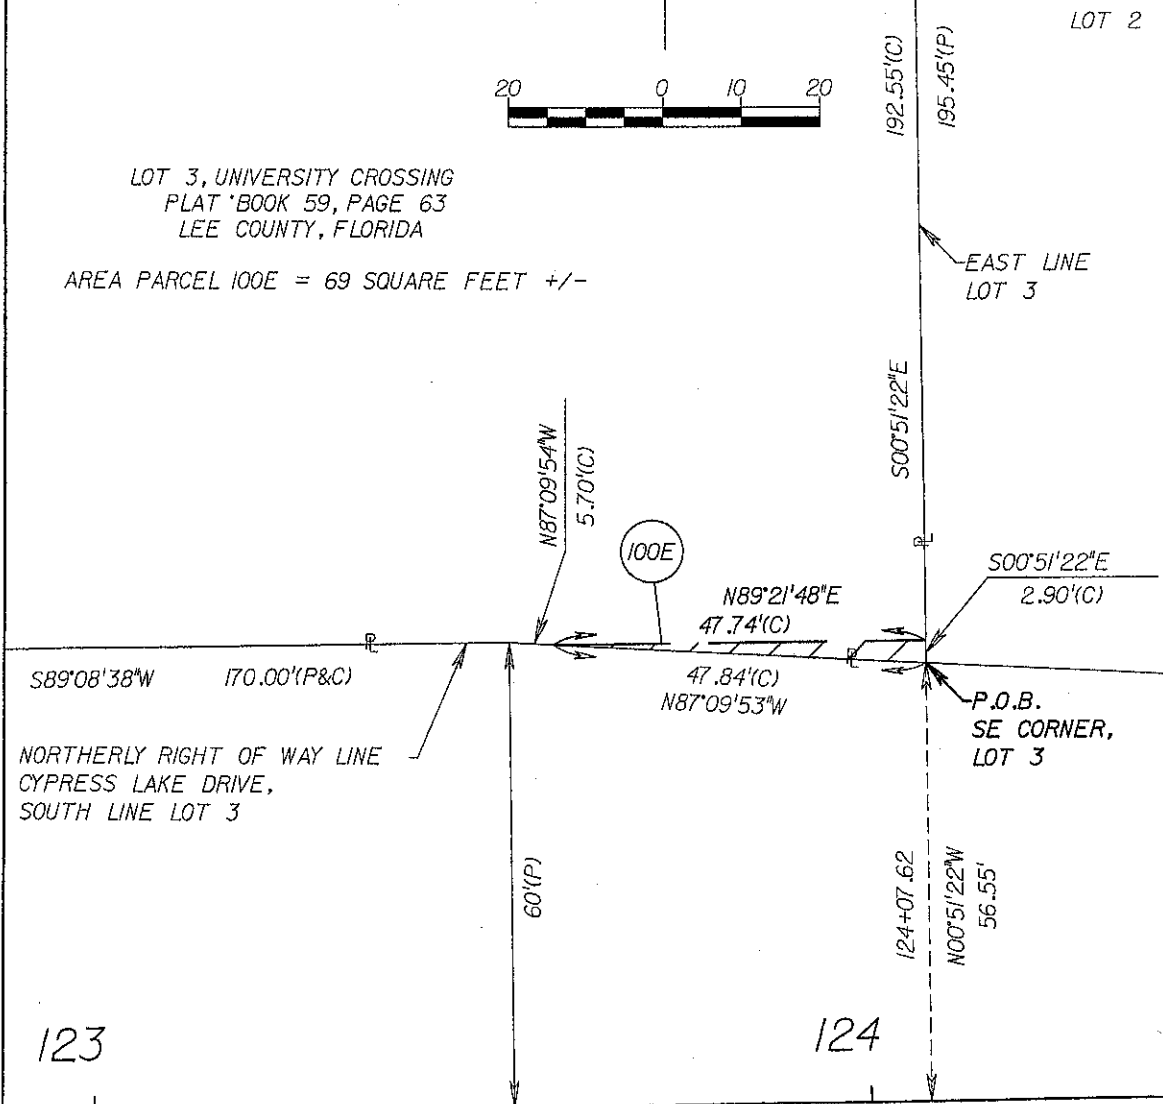 LOT 2
192.55'(C)
195.45'(P)
20 0 10 20
LOT 3, UNIVERSITY CROSSING
PLAT 'BOOK 59, PAGE 63
LEE COUNTY, FLORIDA
AREA PARCEL 100E = 69 SQUARE FEET +/-
EAST LINE
LOT 3
S00°51'22"E
N87°09'54"W
5.70'(C)
100E
N89°21'48"E
47.74'(C)
S00°51'22"E
2.90'(C)
PL
PL
PL
S89°08'38"W 170.00'(P&C)
47.84'(C)
N87°09'53"W
P.O.B.
SE CORNER,
LOT 3
NORTHERLY RIGHT OF WAY LINE
CYPRESS LAKE DRIVE,
SOUTH LINE LOT 3
60'(P)
124+07.62
N00°51'22"W
56.55'
123
124